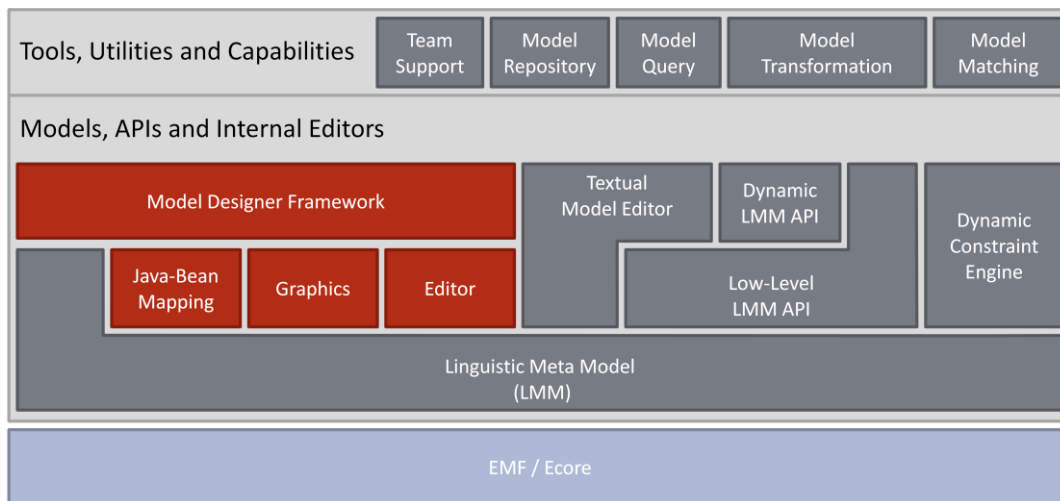 Tools, Utilities and Capabilities
Team
Support
Model
Repository
Model
Query
Model
Transformation
Model
Matching
Models, APIs and Internal Editors
Model Designer Framework
Textual
Model Editor
Dynamic
LMM API
Dynamic
Constraint
Engine
Java-Bean
Mapping
Graphics
Editor
Low-Level
LMM API
Linguistic Meta Model
(LMM)
EMF / Ecore